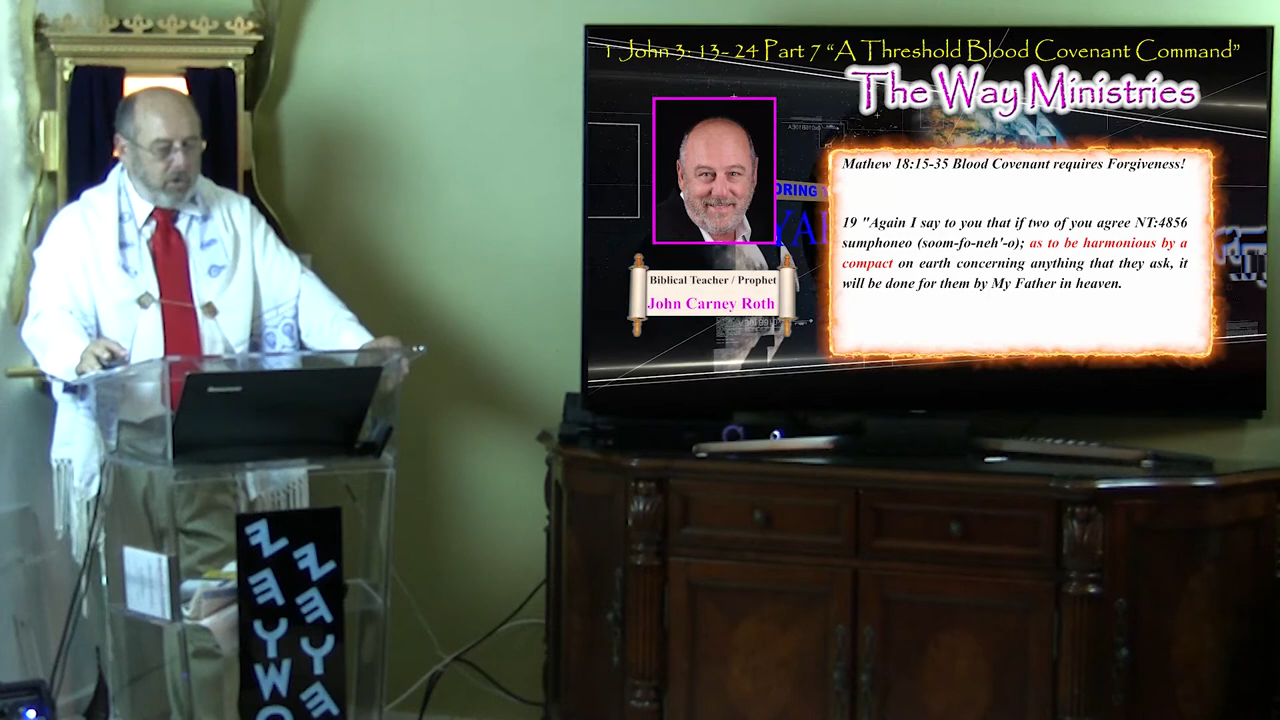 1 John 3: 13- 24 Part 7 “A Threshold Blood Covenant Command”
The Way Ministries
Mathew 18:15-35 Blood Covenant requires Forgiveness!
19 "Again I say to you that if two of you agree NT:4856
sumphoneo (soom-fo-neh'-o); as to be harmonious by a
compact on earth concerning anything that they ask, it
will be done for them by My Father in heaven.
Biblical Teacher / Prophet
John Carney Roth
lenovo